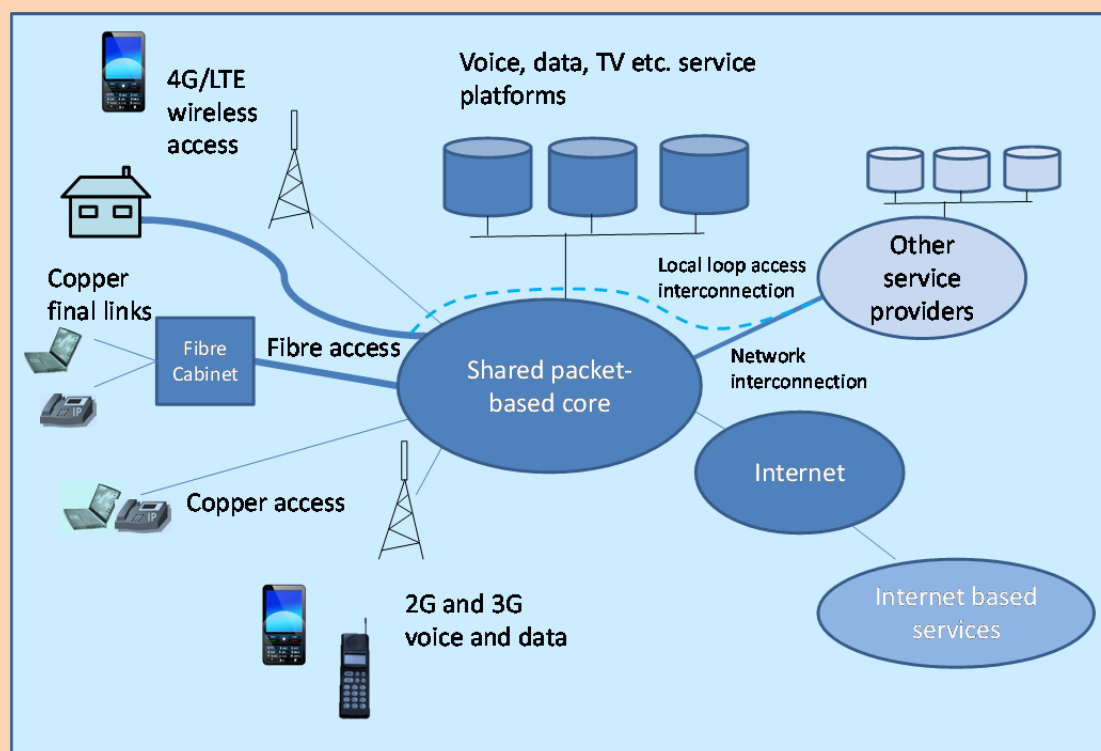 4G/LTE
wireless
access
Voice, data, TV etc. service
platforms
Other
service
providers
Local loop access
interconnection
Copper
final links
Fibre
Cabinet
Fibre access
Shared packet-
based core
Network
interconnection
Internet
IP
Copper access
IP
2G and 3G
voice and data
Internet based
services